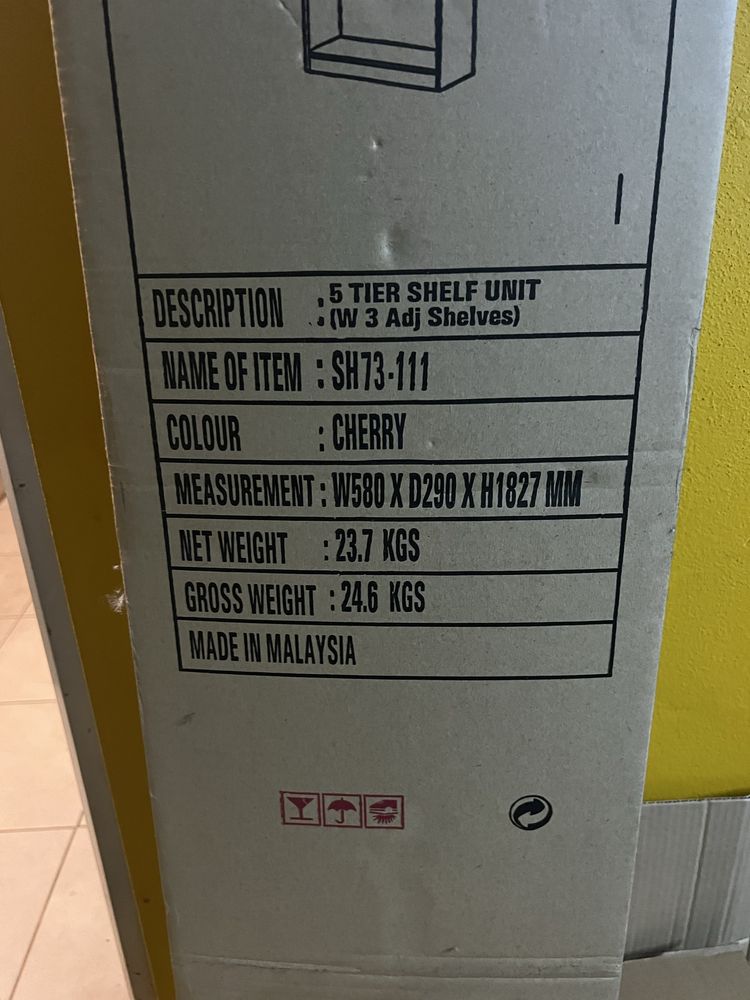 DESCRIPTION : 5 TIER SHELF UNIT
(W 3 Adj Shelves)
NAME OF ITEM : SH73-111
COLOUR : CHERRY
MEASUREMENT : W580 X D290 X H1827 MM
NET WEIGHT : 23.7 KGS
GROSS WEIGHT : 24.6 KGS
MADE IN MALAYSIA